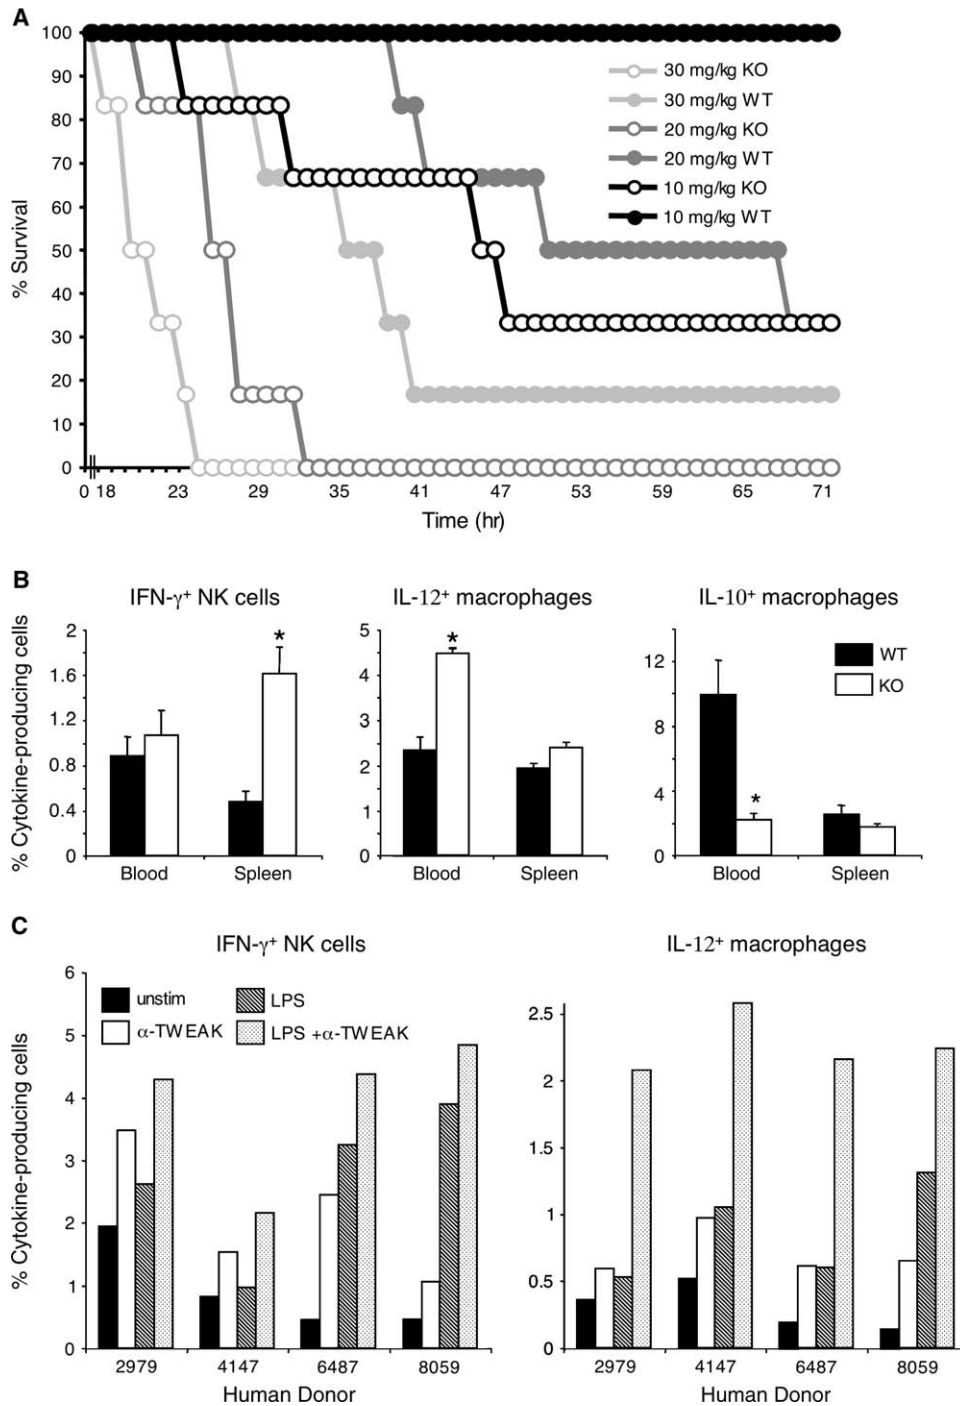 A
100
90
80
70
60
50
40
30
20
10
0
% Survival
30 mg/kg KO
30 mg/kg WT
20 mg/kg KO
20 mg/kg WT
10 mg/kg KO
10 mg/kg WT
0 18 23 29 35 41 47 53 59 65 71
Time (hr)
B
IFN-γ+ NK cells
IL-12+ macrophages
IL-10+ macrophages
% Cytokine-producing cells
2
1.6
1.2
0.8
0.4
0
*
Blood Spleen
5
4
3
2
1
0
*
Blood Spleen
12
8
4
0
*
WT
KO
Blood Spleen
C
IFN-γ+ NK cells
IL-12+ macrophages
% Cytokine-producing cells
6
5
4
3
2
1
0
unstim
LPS
α-TWEAK
LPS +α-TWEAK
2979 4147 6487 8059
Human Donor
2.5
2
1.5
1
0.5
0
2979 4147 6487 8059
Human Donor